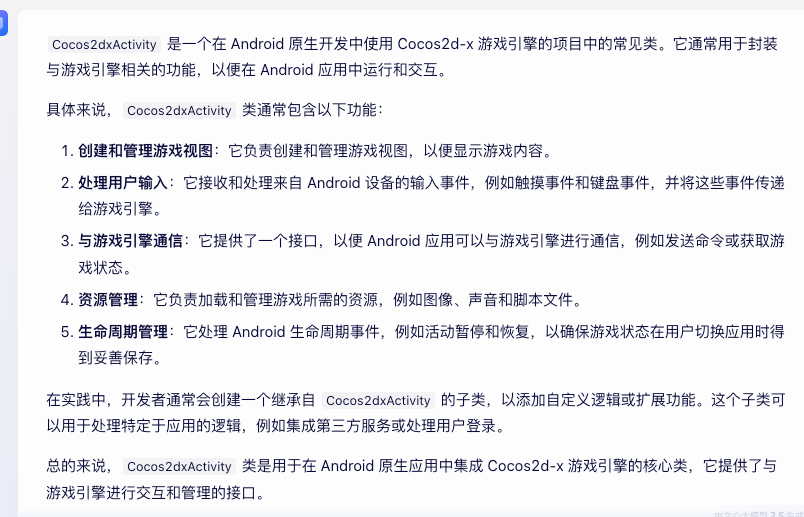 Cocos2dxActivity 是一个在 Android 原生开发中使用 Cocos2d-x 游戏引擎的项目中的常见类。它通常用于封装
与游戏引擎相关的功能，以便在 Android 应用中运行和交互。
具体来说，Cocos2dxActivity 类通常包含以下功能：
1. 创建和管理游戏视图：它负责创建和管理游戏视图，以便显示游戏内容。
2. 处理用户输入：它接收和处理来自 Android 设备的输入事件，例如触摸事件和键盘事件，并将这些事件传递
给游戏引擎。
3. 与游戏引擎通信：它提供了一个接口，以便 Android 应用可以与游戏引擎进行通信，例如发送命令或获取游
戏状态。
4. 资源管理：它负责加载和管理游戏所需的资源，例如图像、声音和脚本文件。
5. 生命周期管理：它处理 Android 生命周期事件，例如活动暂停和恢复，以确保游戏状态在用户切换应用时得
到妥善保存。
在实践中，开发者通常会创建一个继承自 Cocos2dxActivity 的子类，以添加自定义逻辑或扩展功能。这个子类可
以用于处理特定于应用的逻辑，例如集成第三方服务或处理用户登录。
总的来说，Cocos2dxActivity 类是用于在 Android 原生应用中集成 Cocos2d-x 游戏引擎的核心类，它提供了与
游戏引擎进行交互和管理的接口。